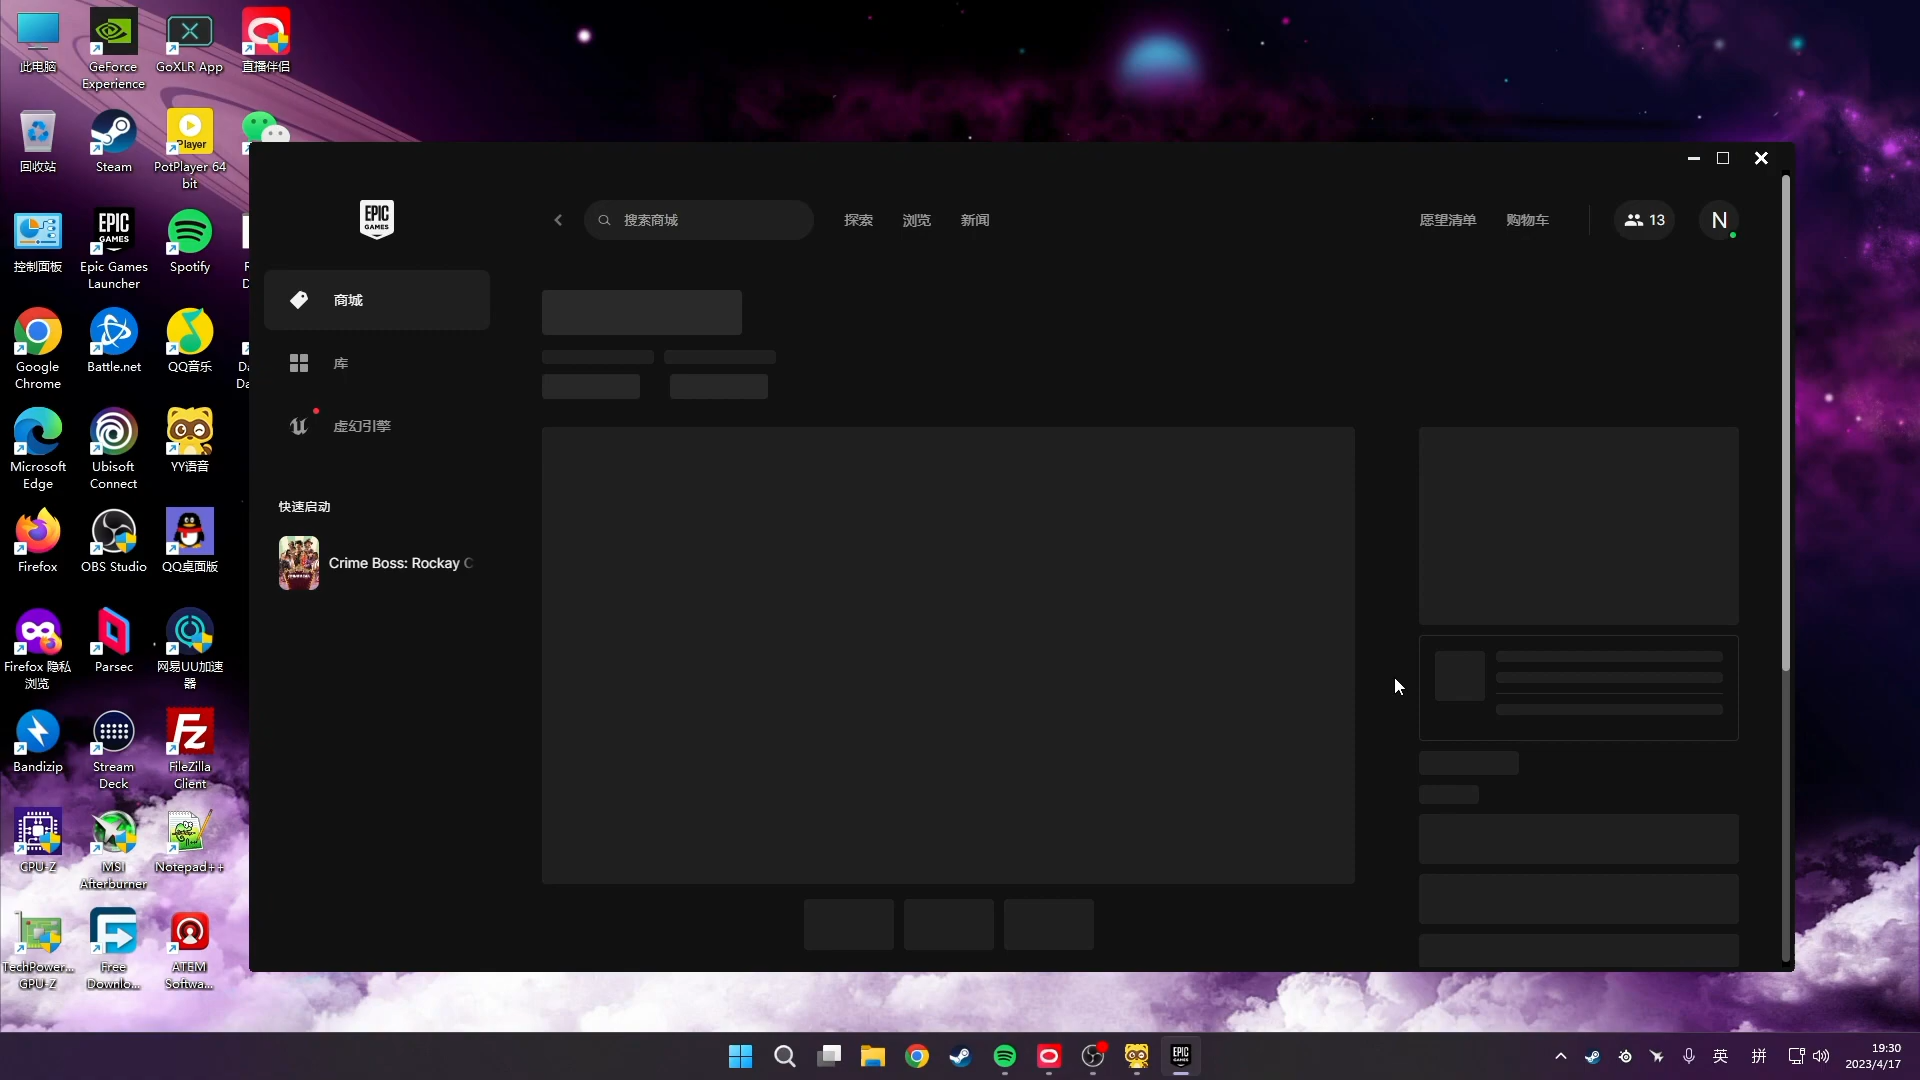 此电脑
GeForce
Experience
GoXLR App
直播伴侣
回收站
Steam
Player
PotPlayer 64
bit
控制面板
EPIC
GAMES
Epic Games
Launcher
Spotify
Google
Chrome
Battle.net
QQ音乐
Da
Microsoft
Edge
Ubisoft
Connect
YY语音
Firefox
OBS Studio
QQ桌面版
Firefox 隐私
浏览
Parsec
网易UU加速
器
Bandizip
Stream
Deck
FileZilla
Client
CPU-Z
MSI
Afterburner
Notepad++
TechPower...
GPU-Z
Free
Downlo...
ATEM
Softwa...
EPIC
GAMES
搜索商城
探索
浏览
新闻
愿望清单
购物车
13
N
商城
库
虚幻引擎
快速启动
Crime Boss: Rockay C
EPIC
GAMES
英
拼
19:30
2023/4/17